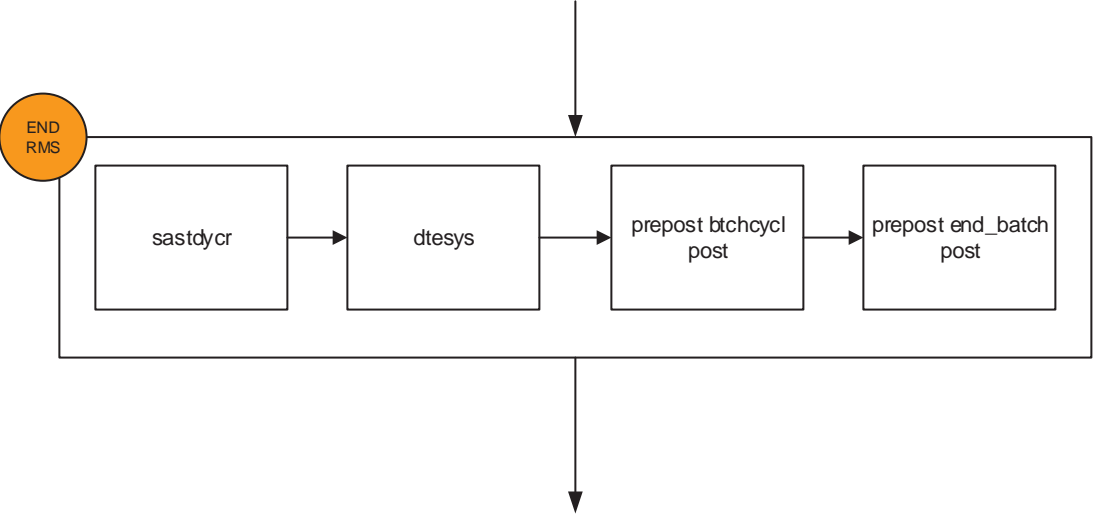 END
RMS
sastdycr
dtesys
prepost btchcycl
post
prepost end_batch
post